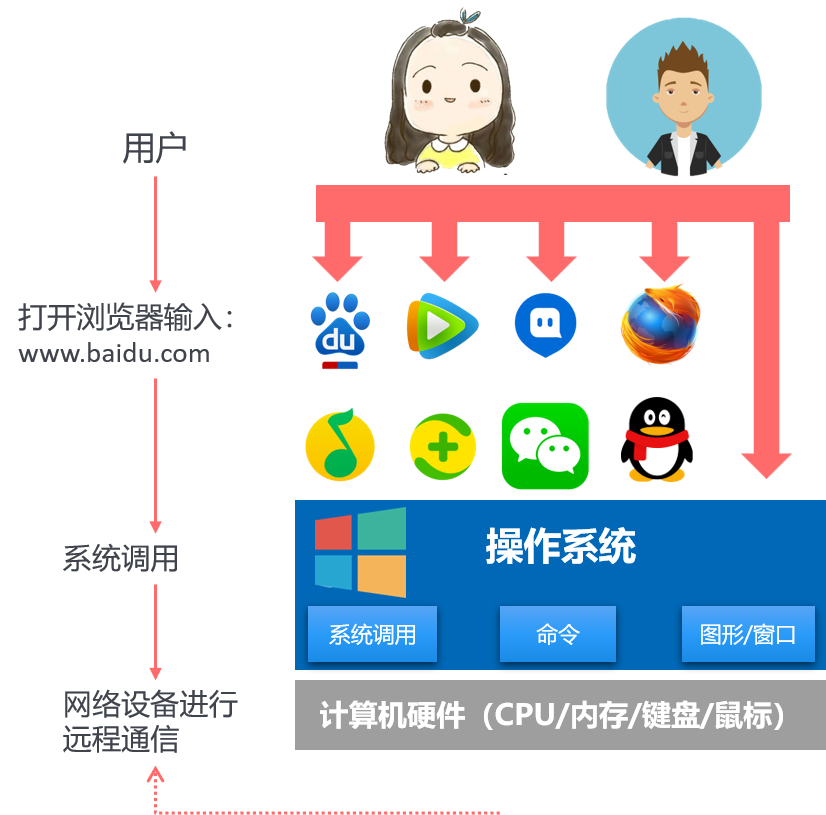 用户
打开浏览器输入：
www.baidu.com
du
系统调用
操作系统
系统调用
命令
图形/窗口
网络设备进行
远程通信
计算机硬件（CPU/内存/键盘/鼠标）